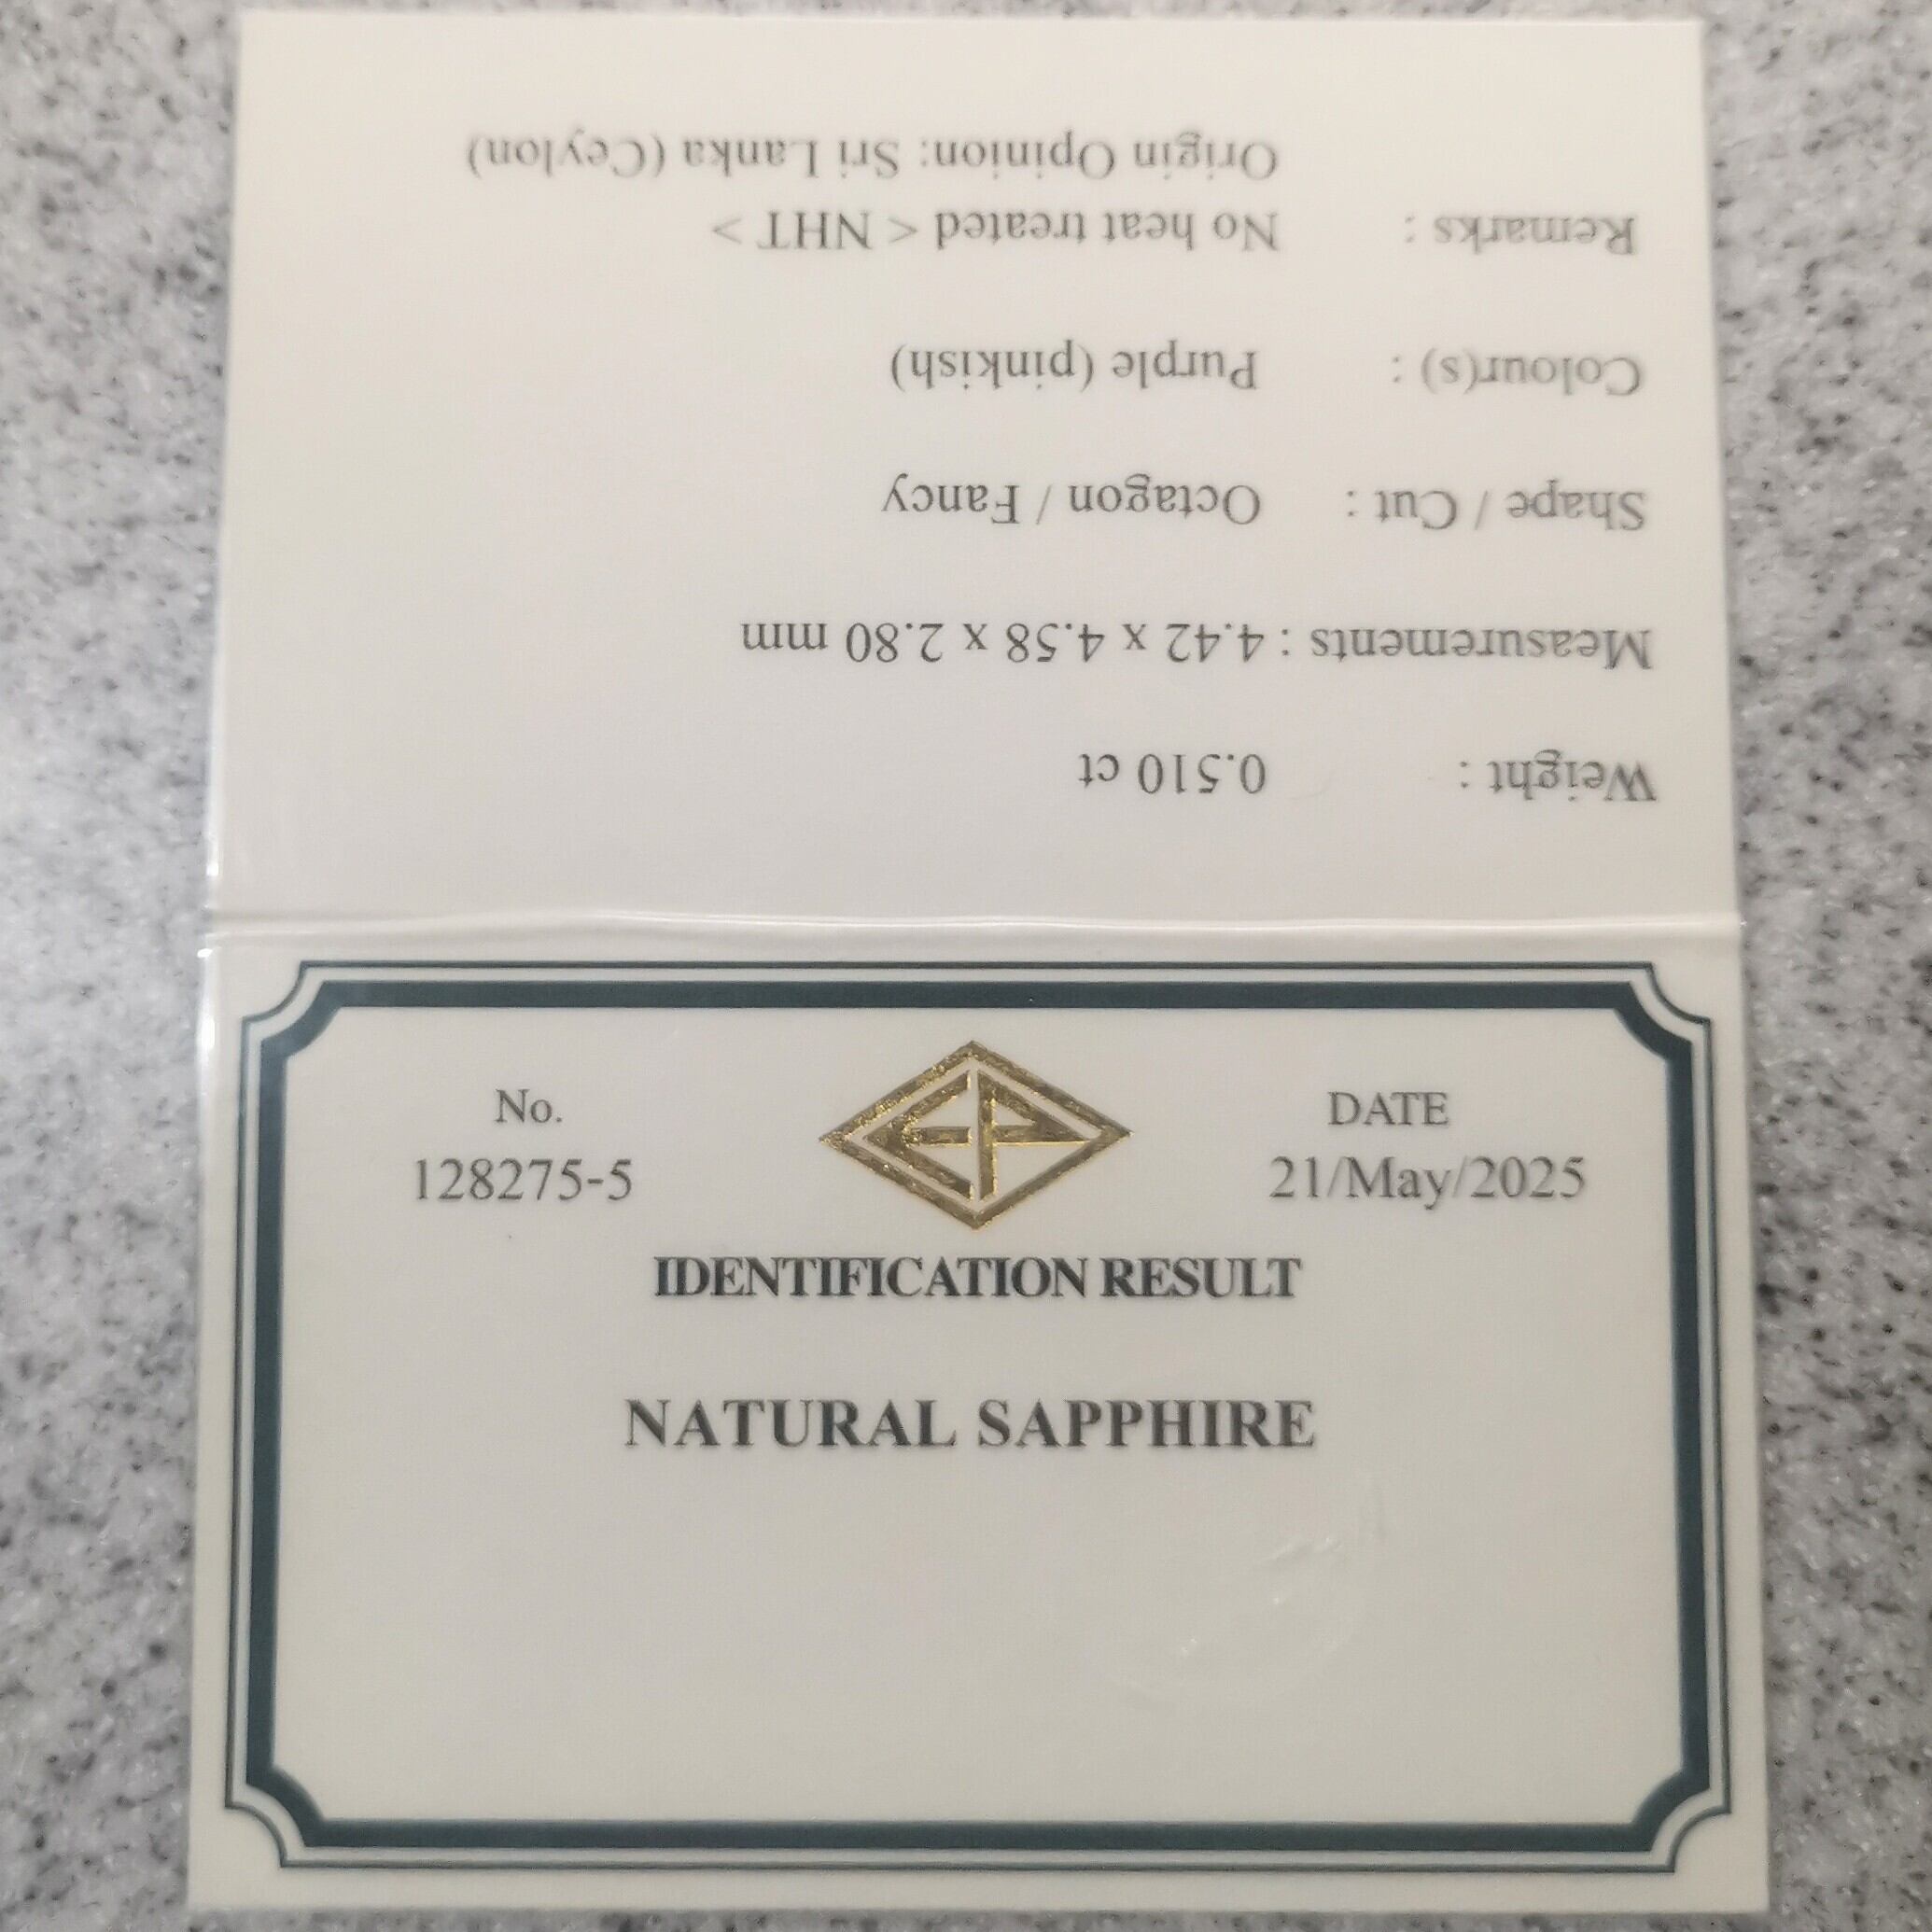 No.
128275-5
DATE
21/May/2025
IDENTIFICATION RESULT
NATURAL SAPPHIRE
Weight : 0.510 ct
Measurements : 4.42 x 4.58 x 2.80 mm
Shape / Cut : Octagon / Fancy
Colour(s) : Purple (pinkish)
Remarks : No heat treated < NHT >
Origin Opinion: Sri Lanka (Ceylon)